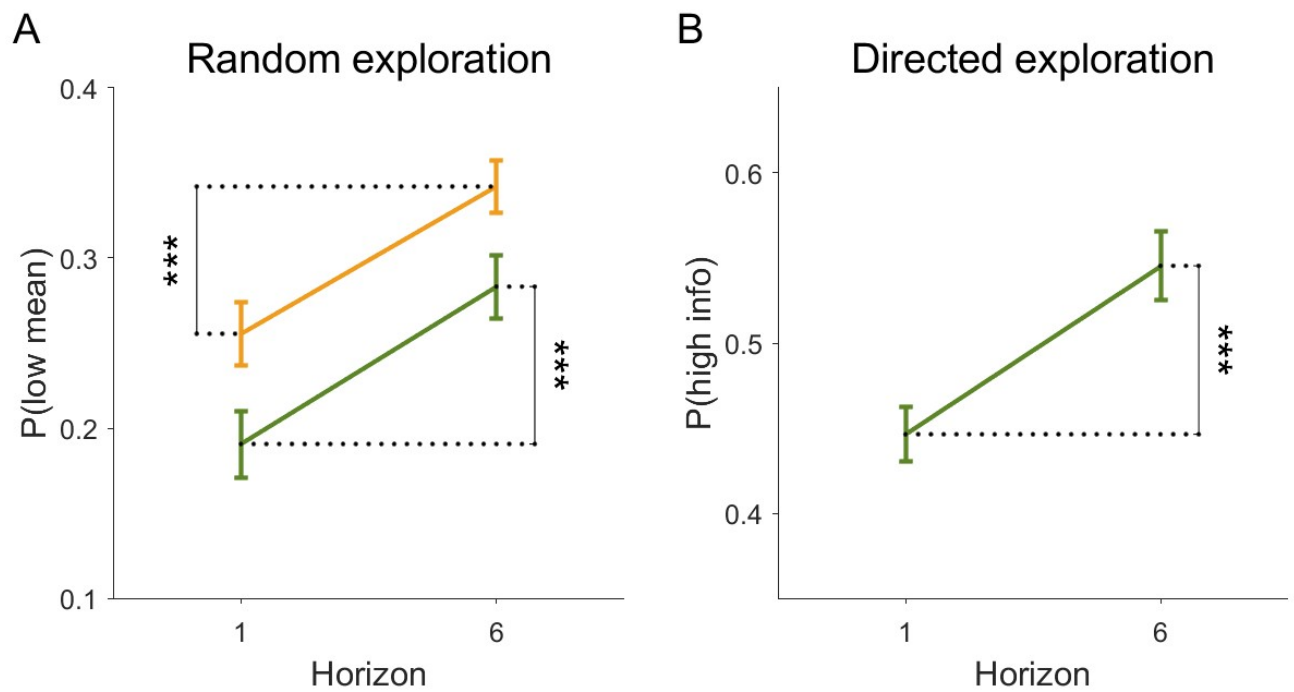 A
Random exploration
P(low mean)
0.4
0.3
0.2
0.1
***
***
1
6
Horizon
B
Directed exploration
P(high info)
0.6
0.5
0.4
***
1
6
Horizon